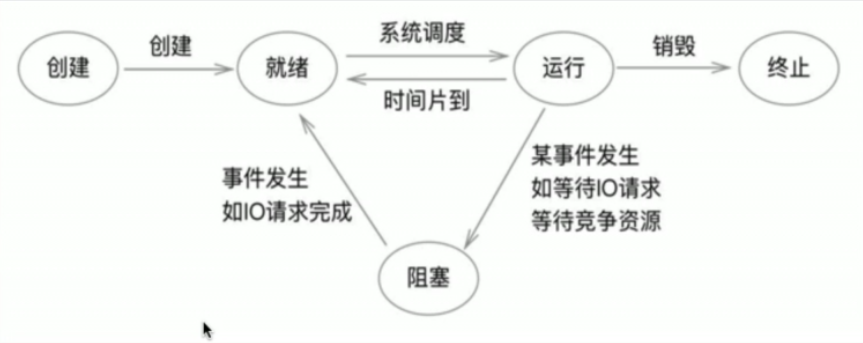 创建
创建
就绪
系统调度
时间片到
运行
销毁
终止
事件发生
如IO请求完成
某事件发生
如等待IO请求
等待竞争资源
阻塞